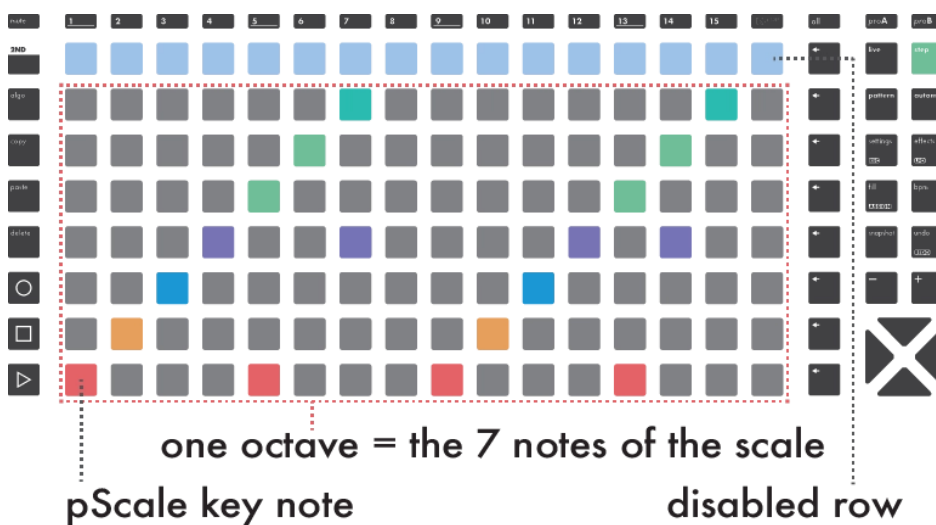 mute 1 2 3 4 5 6 7 8 9 10 11 12 13 14 15 all proA proB
2ND live step
algo pattern autom
copy settings effects
paste fill bpm
delete snapshot undo
- +
one octave = the 7 notes of the scale
pScale key note disabled row